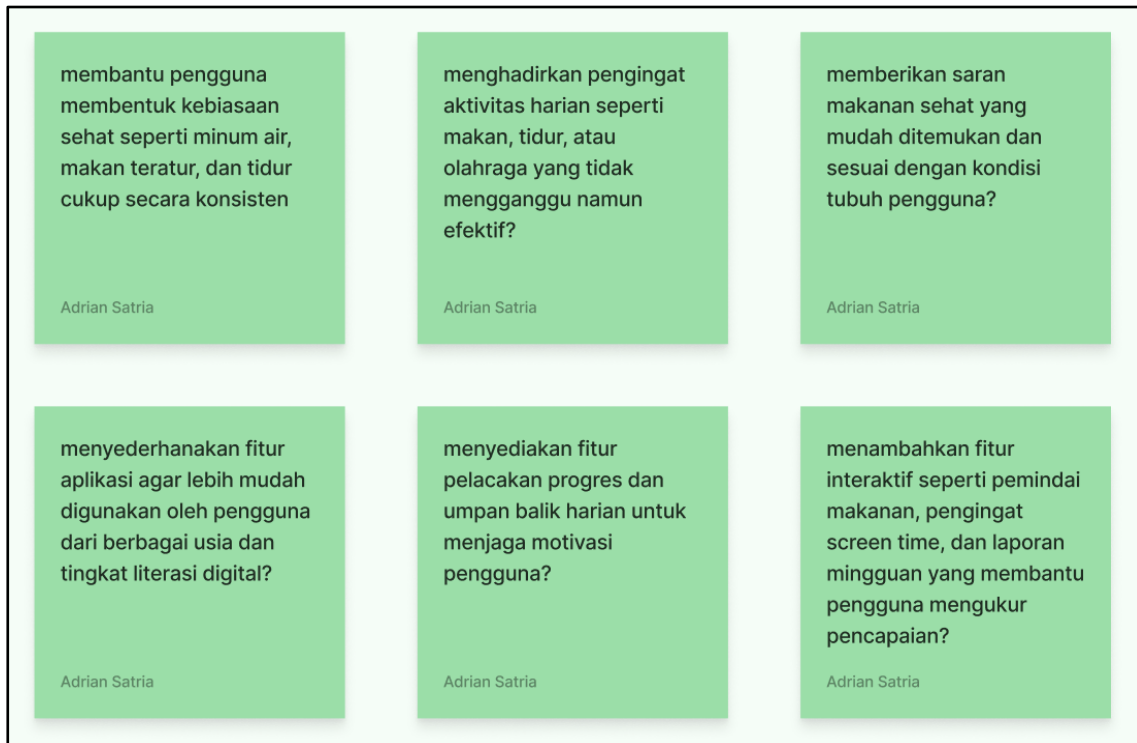 membantu pengguna
membentuk kebiasaan
sehat seperti minum air,
makan teratur, dan tidur
cukup secara konsisten
Adrian Satria
menghadirkan pengingat
aktivitas harian seperti
makan, tidur, atau
olahraga yang tidak
mengganggu namun
efektif?
Adrian Satria
memberikan saran
makanan sehat yang
mudah ditemukan dan
sesuai dengan kondisi
tubuh pengguna?
Adrian Satria
menyederhanakan fitur
aplikasi agar lebih mudah
digunakan oleh pengguna
dari berbagai usia dan
tingkat literasi digital?
Adrian Satria
menyediakan fitur
pelacakan progres dan
umpan balik harian untuk
menjaga motivasi
pengguna?
Adrian Satria
menambahkan fitur
interaktif seperti pemindai
makanan, pengingat
screen time, dan laporan
mingguan yang membantu
pengguna mengukur
pencapaian?
Adrian Satria